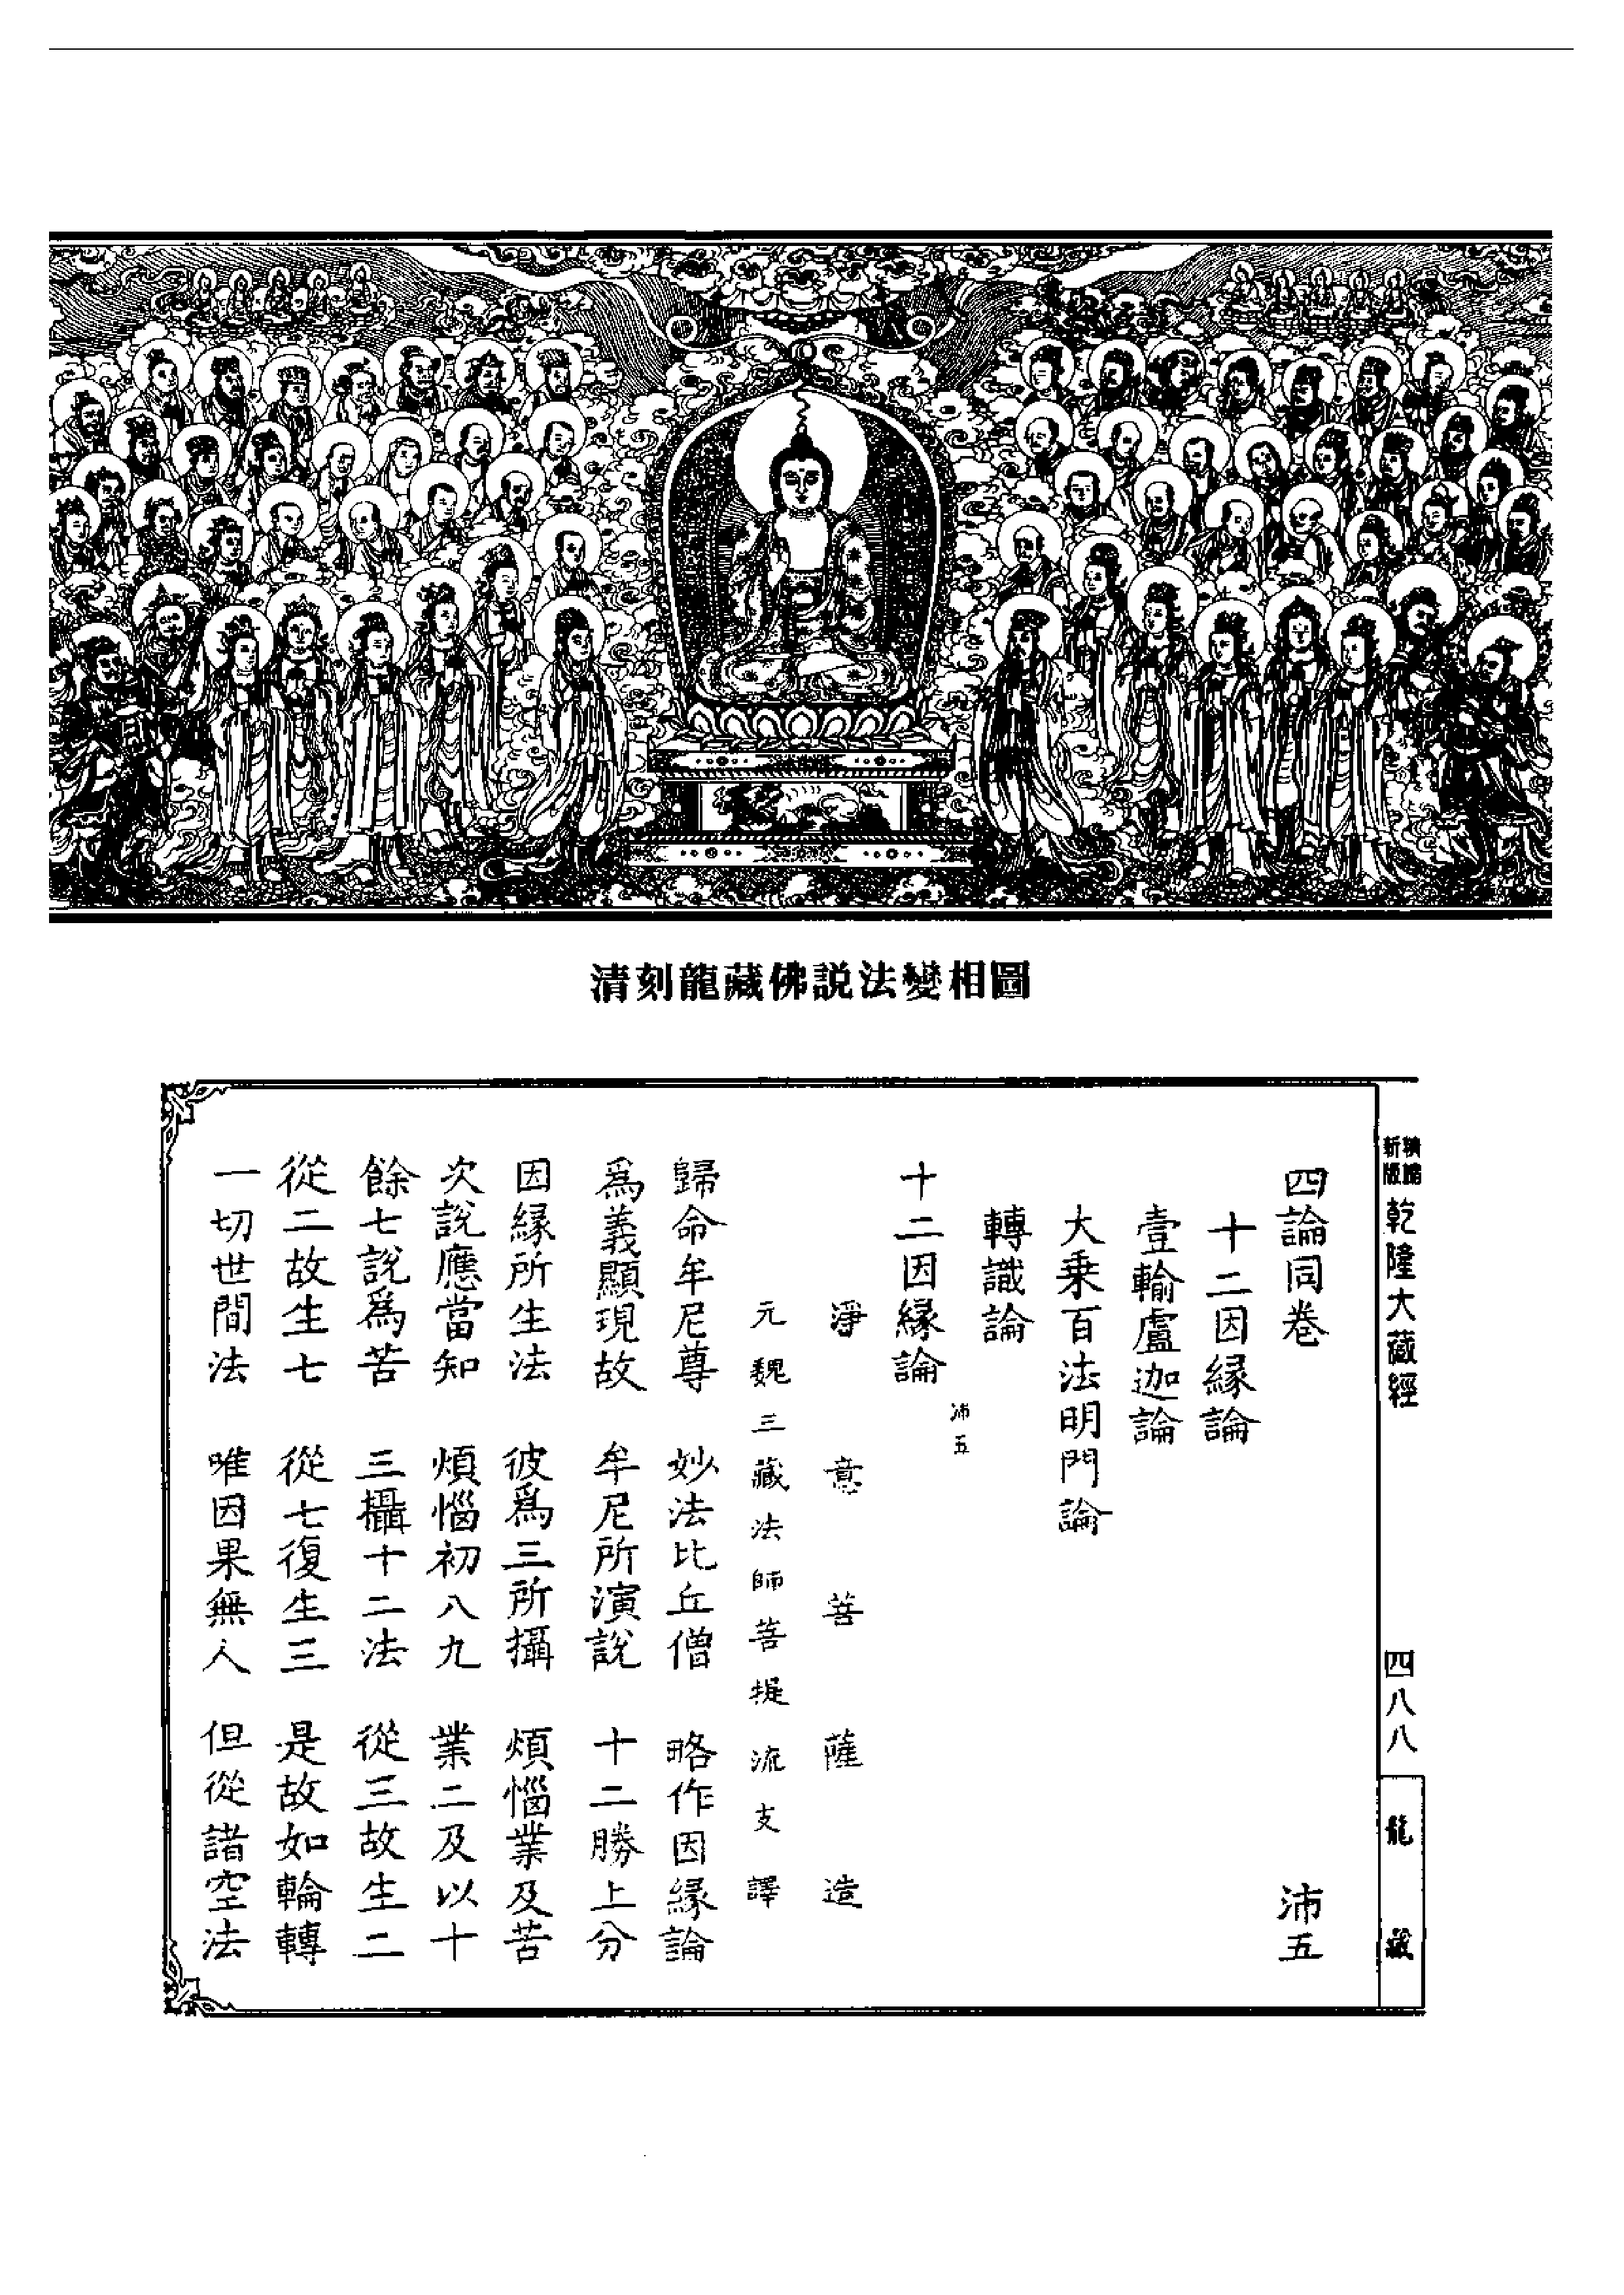 清刻龍藏佛説法變相圖
新版
精縮
乾隆大藏經
四八八
龍藏
四論同卷
沛五
十二因緣論
壹輸盧迦論
大乘百法明門論
轉識論
沛五
十二因緣論
淨意菩薩造
元魏三藏法師菩提流支譯
歸命牟尼尊 妙法比丘僧 略作因緣論
爲義顯現故 牟尼所演說 十二勝上分
因緣所生法 彼爲三所攝 煩惱業及苦
次說應當知 煩惱初八九 業二及以十
餘七說爲苦 三攝十二法 從三故生二
從二故生七 從七復生三 是故如輪轉
一切世間法 唯因果無人 但從諸空法